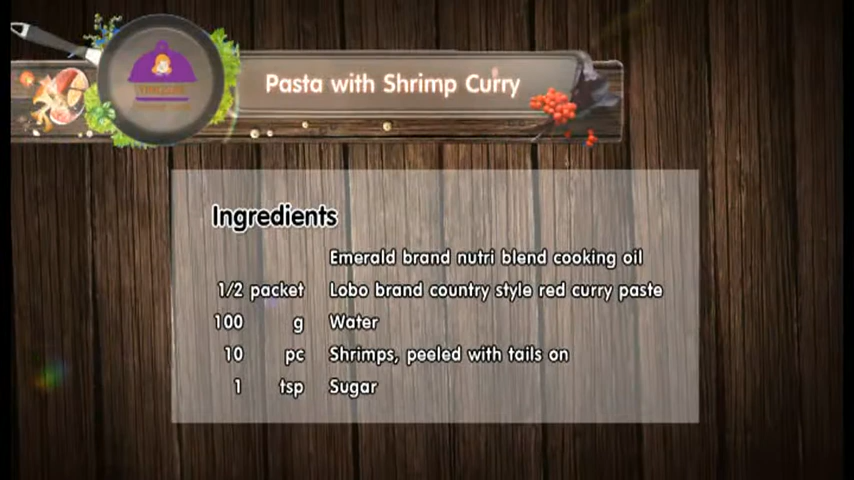 Pasta with Shrimp Curry
Ingredients
Emerald brand nutri blend cooking oil
1/2 packet Lobo brand country style red curry paste
100 g Water
10 pc Shrimps, peeled with tails on
1 tsp Sugar